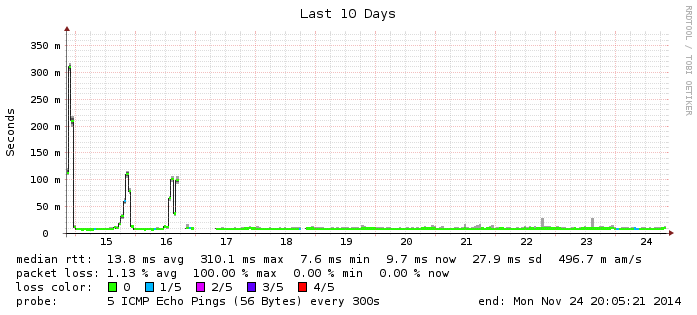 Last 10 Days
RRDTOOL / TOBI OETIKER
Seconds
350 m
300 m
250 m
200 m
150 m
100 m
50 m
0
15 16 17 18 19 20 21 22 23 24
median rtt: 13.8 ms avg 310.1 ms max 7.6 ms min 9.7 ms now 27.9 ms sd 496.7 m am/s
packet loss: 1.13 % avg 100.00 % max 0.00 % min 0.00 % now
loss color: 0 1/5 2/5 3/5 4/5
probe: 5 ICMP Echo Pings (56 Bytes) every 300s end: Mon Nov 24 20:05:21 2014